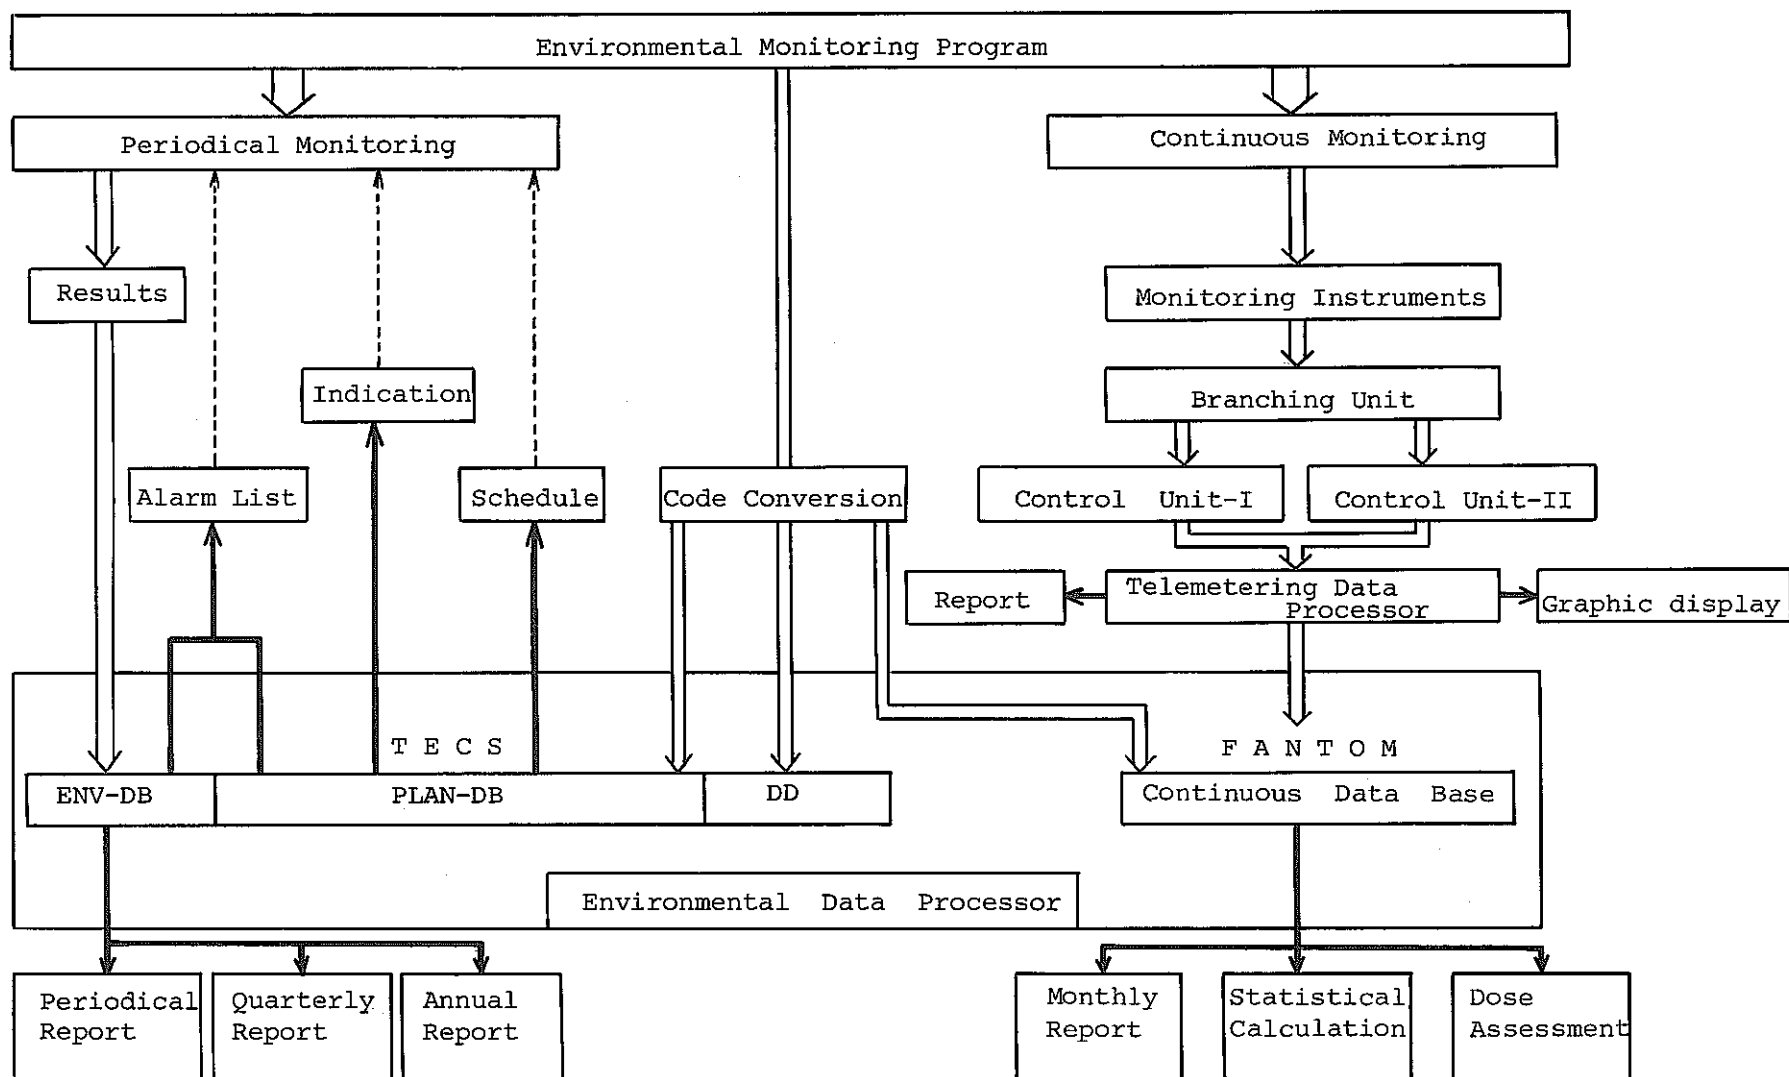 Environmental Monitoring Program
Periodical Monitoring
Continuous Monitoring
Results
Monitoring Instruments
Indication
Branching Unit
Alarm List
Schedule
Code Conversion
Control Unit-I
Control Unit-II
Report
Telemetering Data
Processor
Graphic display
T E C S
F A N T O M
ENV-DB
PLAN-DB
DD
Continuous Data Base
Environmental Data Processor
Periodical
Report
Quarterly
Report
Annual
Report
Monthly
Report
Statistical
Calculation
Dose
Assessment